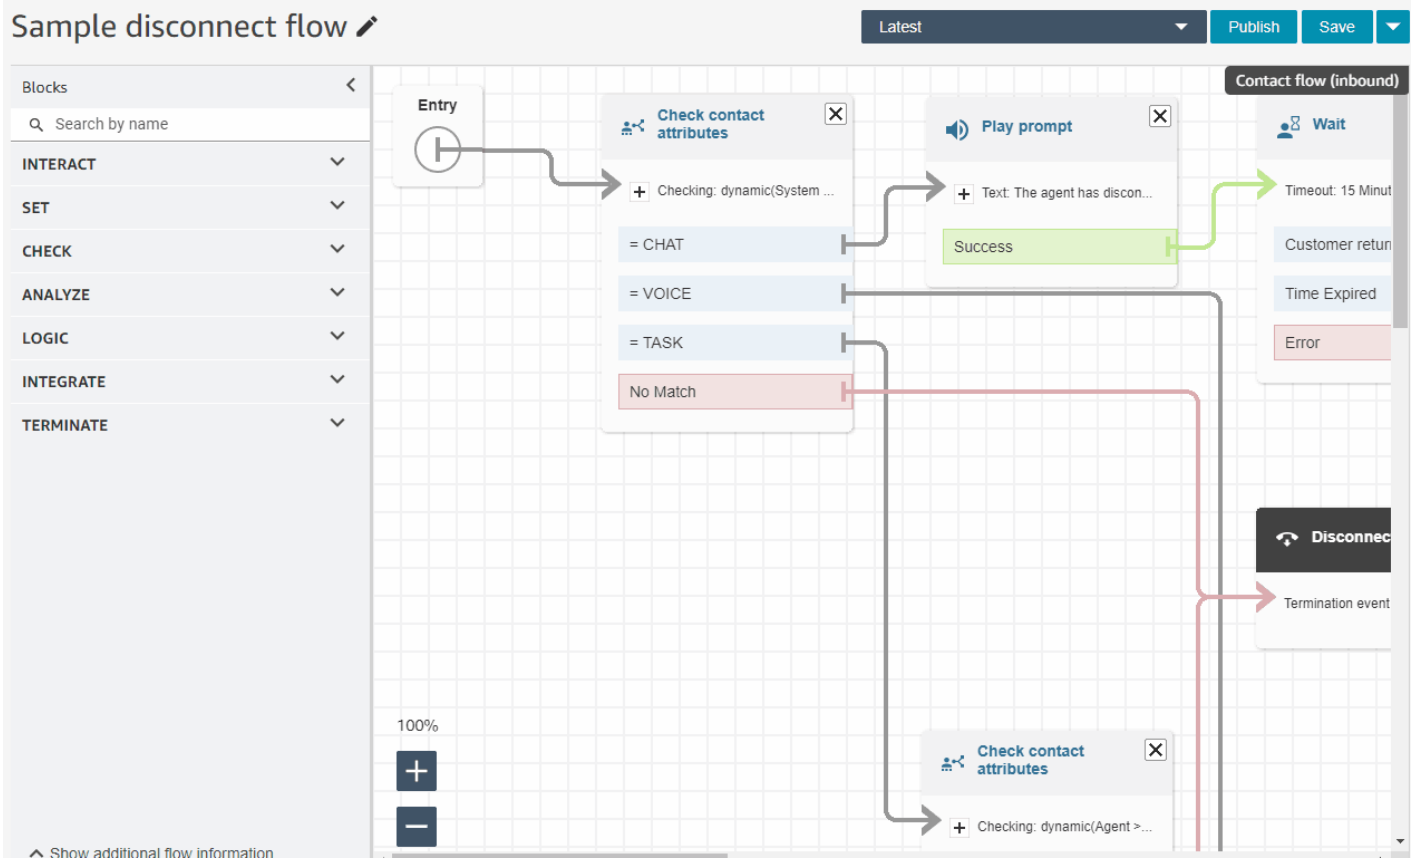 Sample disconnect flow
Latest
Publish
Save
Blocks
Search by name
INTERACT
SET
CHECK
ANALYZE
LOGIC
INTEGRATE
TERMINATE
Show additional flow information
Contact flow (inbound)
Entry
Check contact
attributes
Checking: dynamic(System ...
= CHAT
= VOICE
= TASK
No Match
Play prompt
Text: The agent has discon...
Success
Wait
Timeout: 15 Minut
Customer return
Time Expired
Error
Disconnec
Termination event
Check contact
attributes
Checking: dynamic(Agent >...
100%